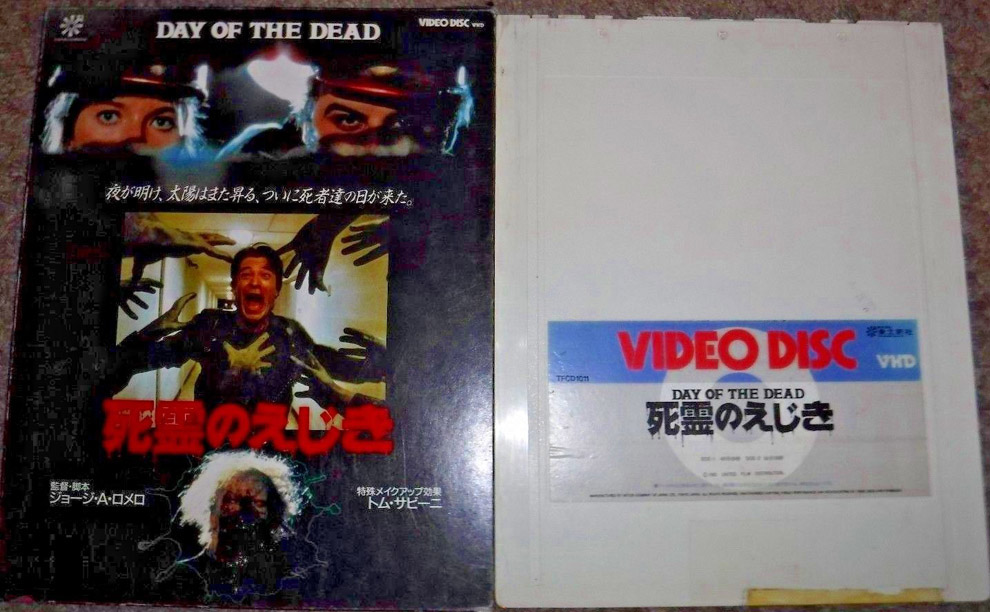 DAY OF THE DEAD
VIDEO DISC VHD
夜が明け、太陽はまた昇る、ついに死者達の日が来た。
死霊のえじき
監督・脚本
ジョージ・A・ロメロ
特殊メイクアップ効果
トム・サビーニ
VIDEO DISC
VHD
TFCD1011
DAY OF THE DEAD
死霊のえじき